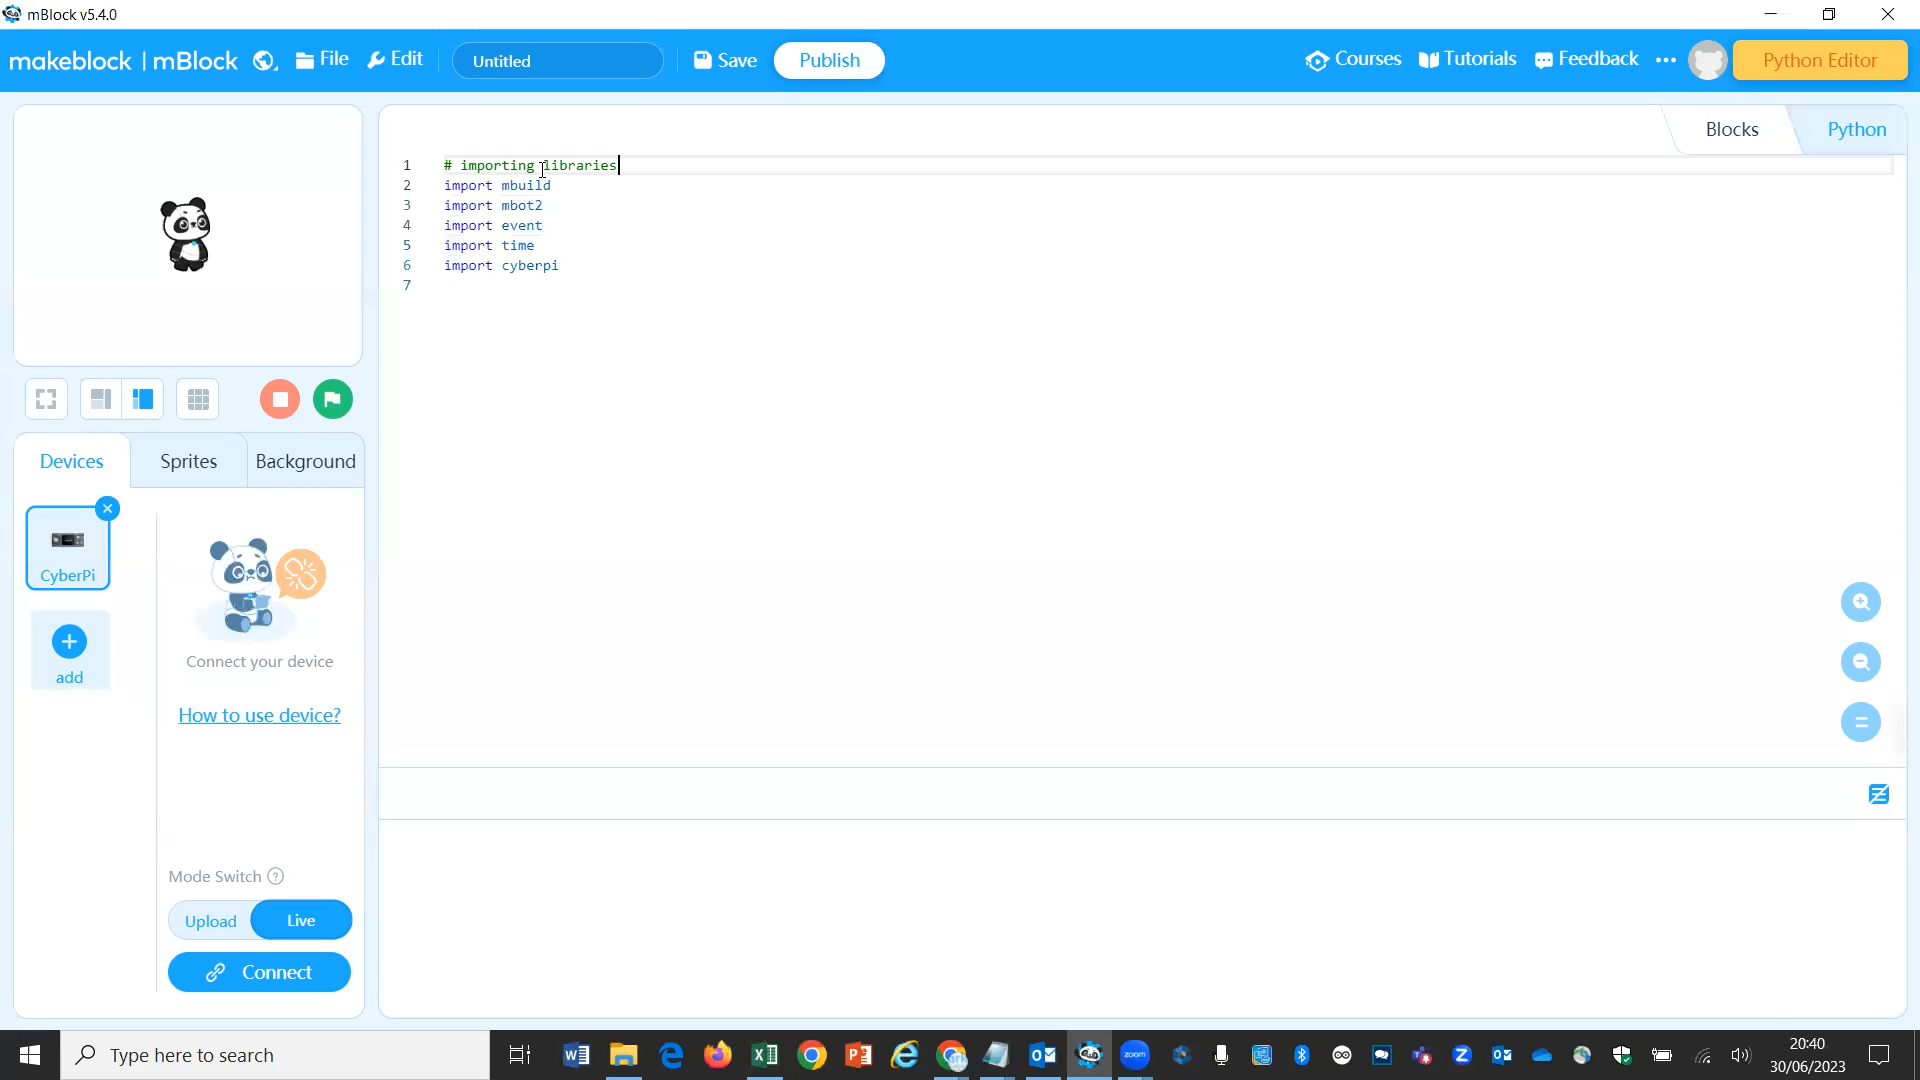 mBlock v5.4.0
makeblock | mBlock File Edit Untitled Save Publish Courses Tutorials Feedback Python Editor
Blocks Python
1 # importing libraries
2 import mbuild
3 import mbot2
4 import event
5 import time
6 import cyberpi
7
Devices Sprites Background
CyberPi
add
Connect your device
How to use device?
Mode Switch ?
Upload Live
Connect
Type here to search
zoom
20:40
30/06/2023